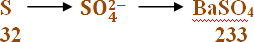 S ⟶ SO₄²⁻ ⟶ BaSO₄
32 233